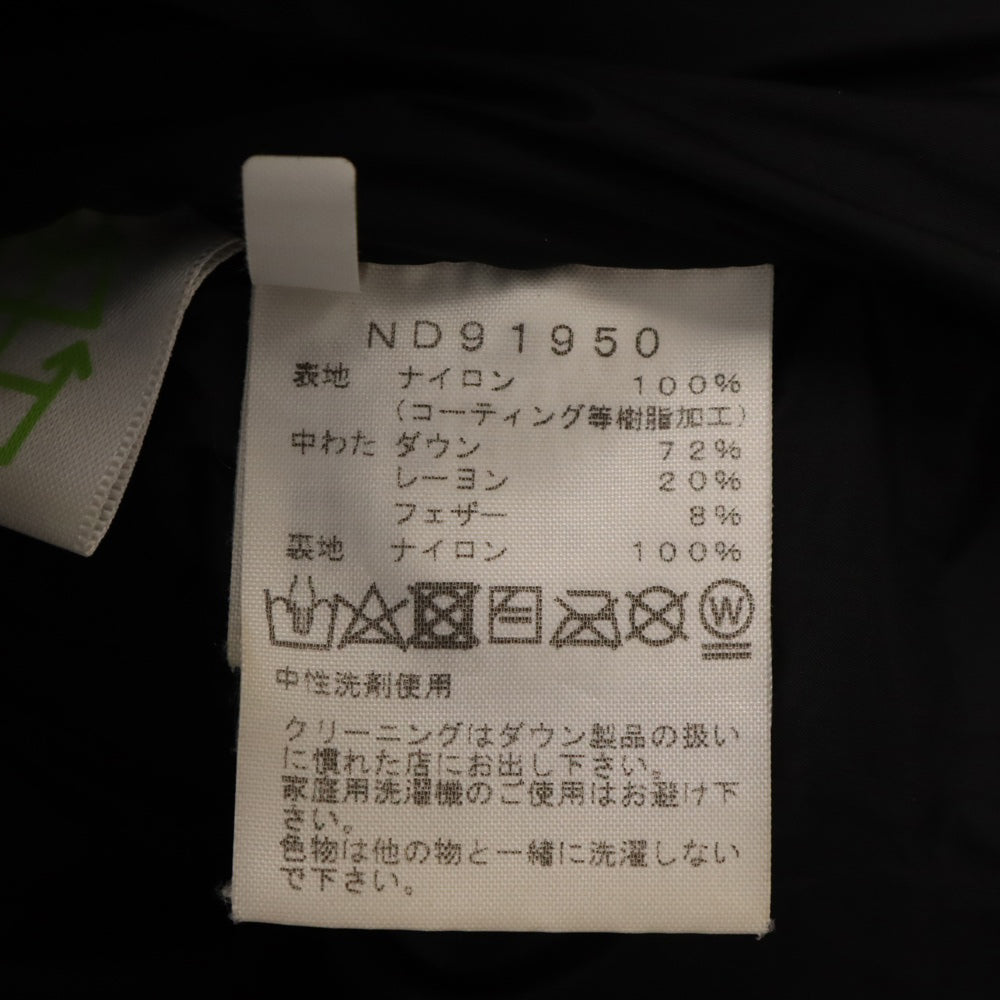 ND91950
表地 ナイロン 100%
(コーティング等樹脂加工)
中わた ダウン 72%
レーヨン 20%
フェザー 8%
裏地 ナイロン 100%
W
中性洗剤使用
クリーニングはダウン製品の扱い
に慣れた店にお出し下さい。
家庭用洗濯機のご使用はお避け下
さい。
色物は他の物と一緒に洗濯しない
で下さい。